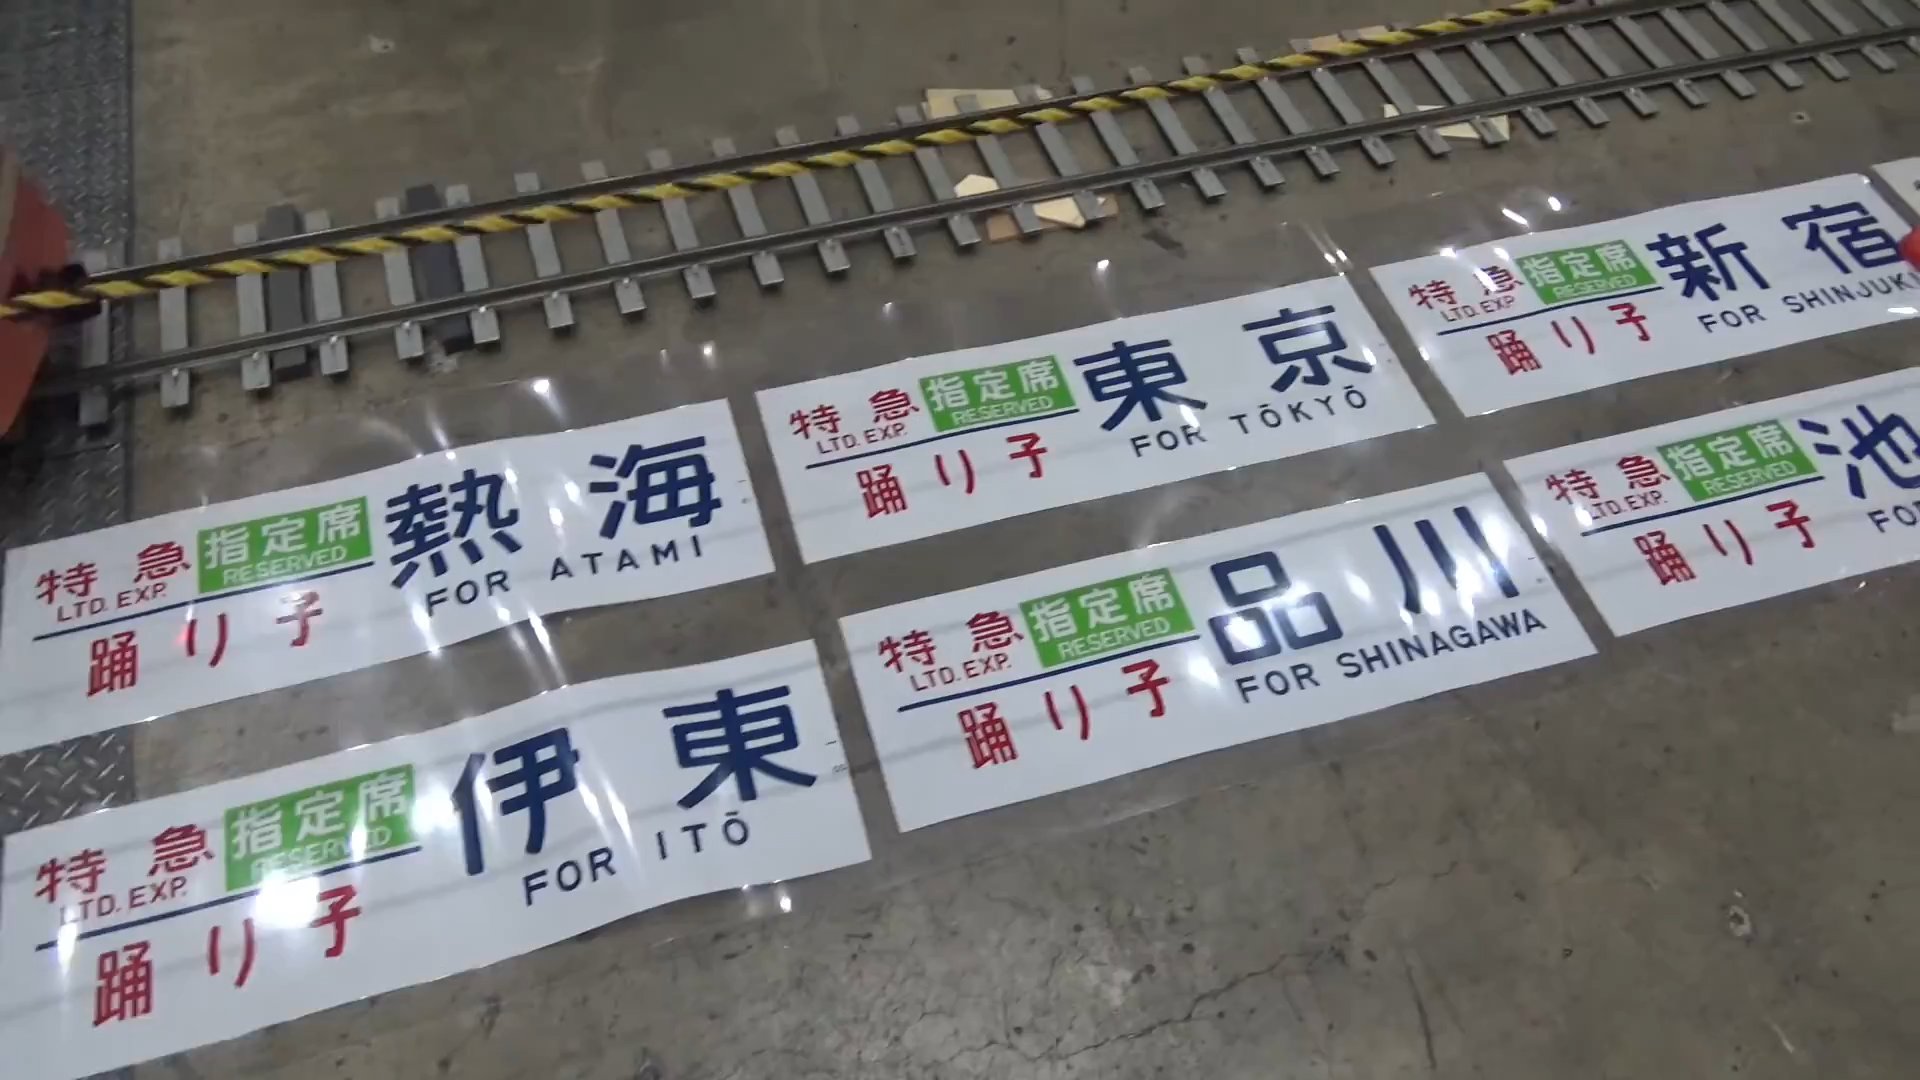 特急 指定席 熱海
LTD. EXP. RESERVED
踊り子 FOR ATAMI
特急 指定席 東京
LTD. EXP. RESERVED
踊り子 FOR TŌKYŌ
特急 指定席 新宿
LTD. EXP. RESERVED
踊り子 FOR SHINJUK
特急 指定席 伊東
LTD. EXP. RESERVED
踊り子 FOR ITŌ
特急 指定席 品川
LTD. EXP. RESERVED
踊り子 FOR SHINAGAWA
特急 指定席 池
LTD. EXP. RESERVED
踊り子 FO